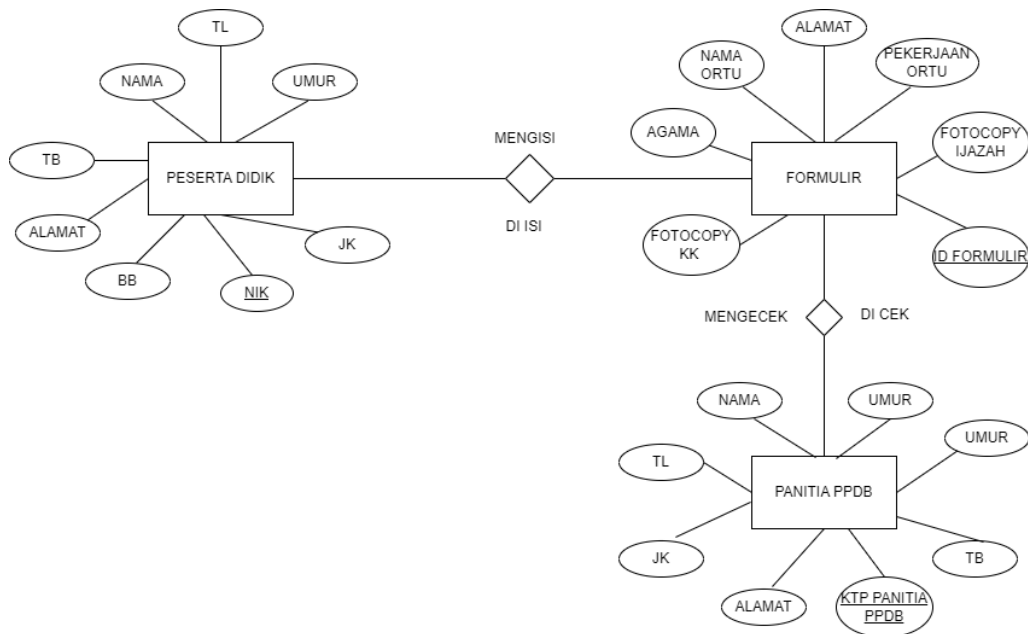 TL
NAMA
UMUR
TB
PESERTA DIDIK
ALAMAT
BB
NIK
JK
MENGISI
DI ISI
ALAMAT
NAMA
ORTU
PEKERJAAN
ORTU
AGAMA
FOTOCOPY
IJAZAH
FORMULIR
FOTOCOPY
KK
ID FORMULIR
MENGECEK
DI CEK
NAMA
UMUR
UMUR
TL
PANITIA PPDB
JK
TB
ALAMAT
KTP PANITIA
PPDB